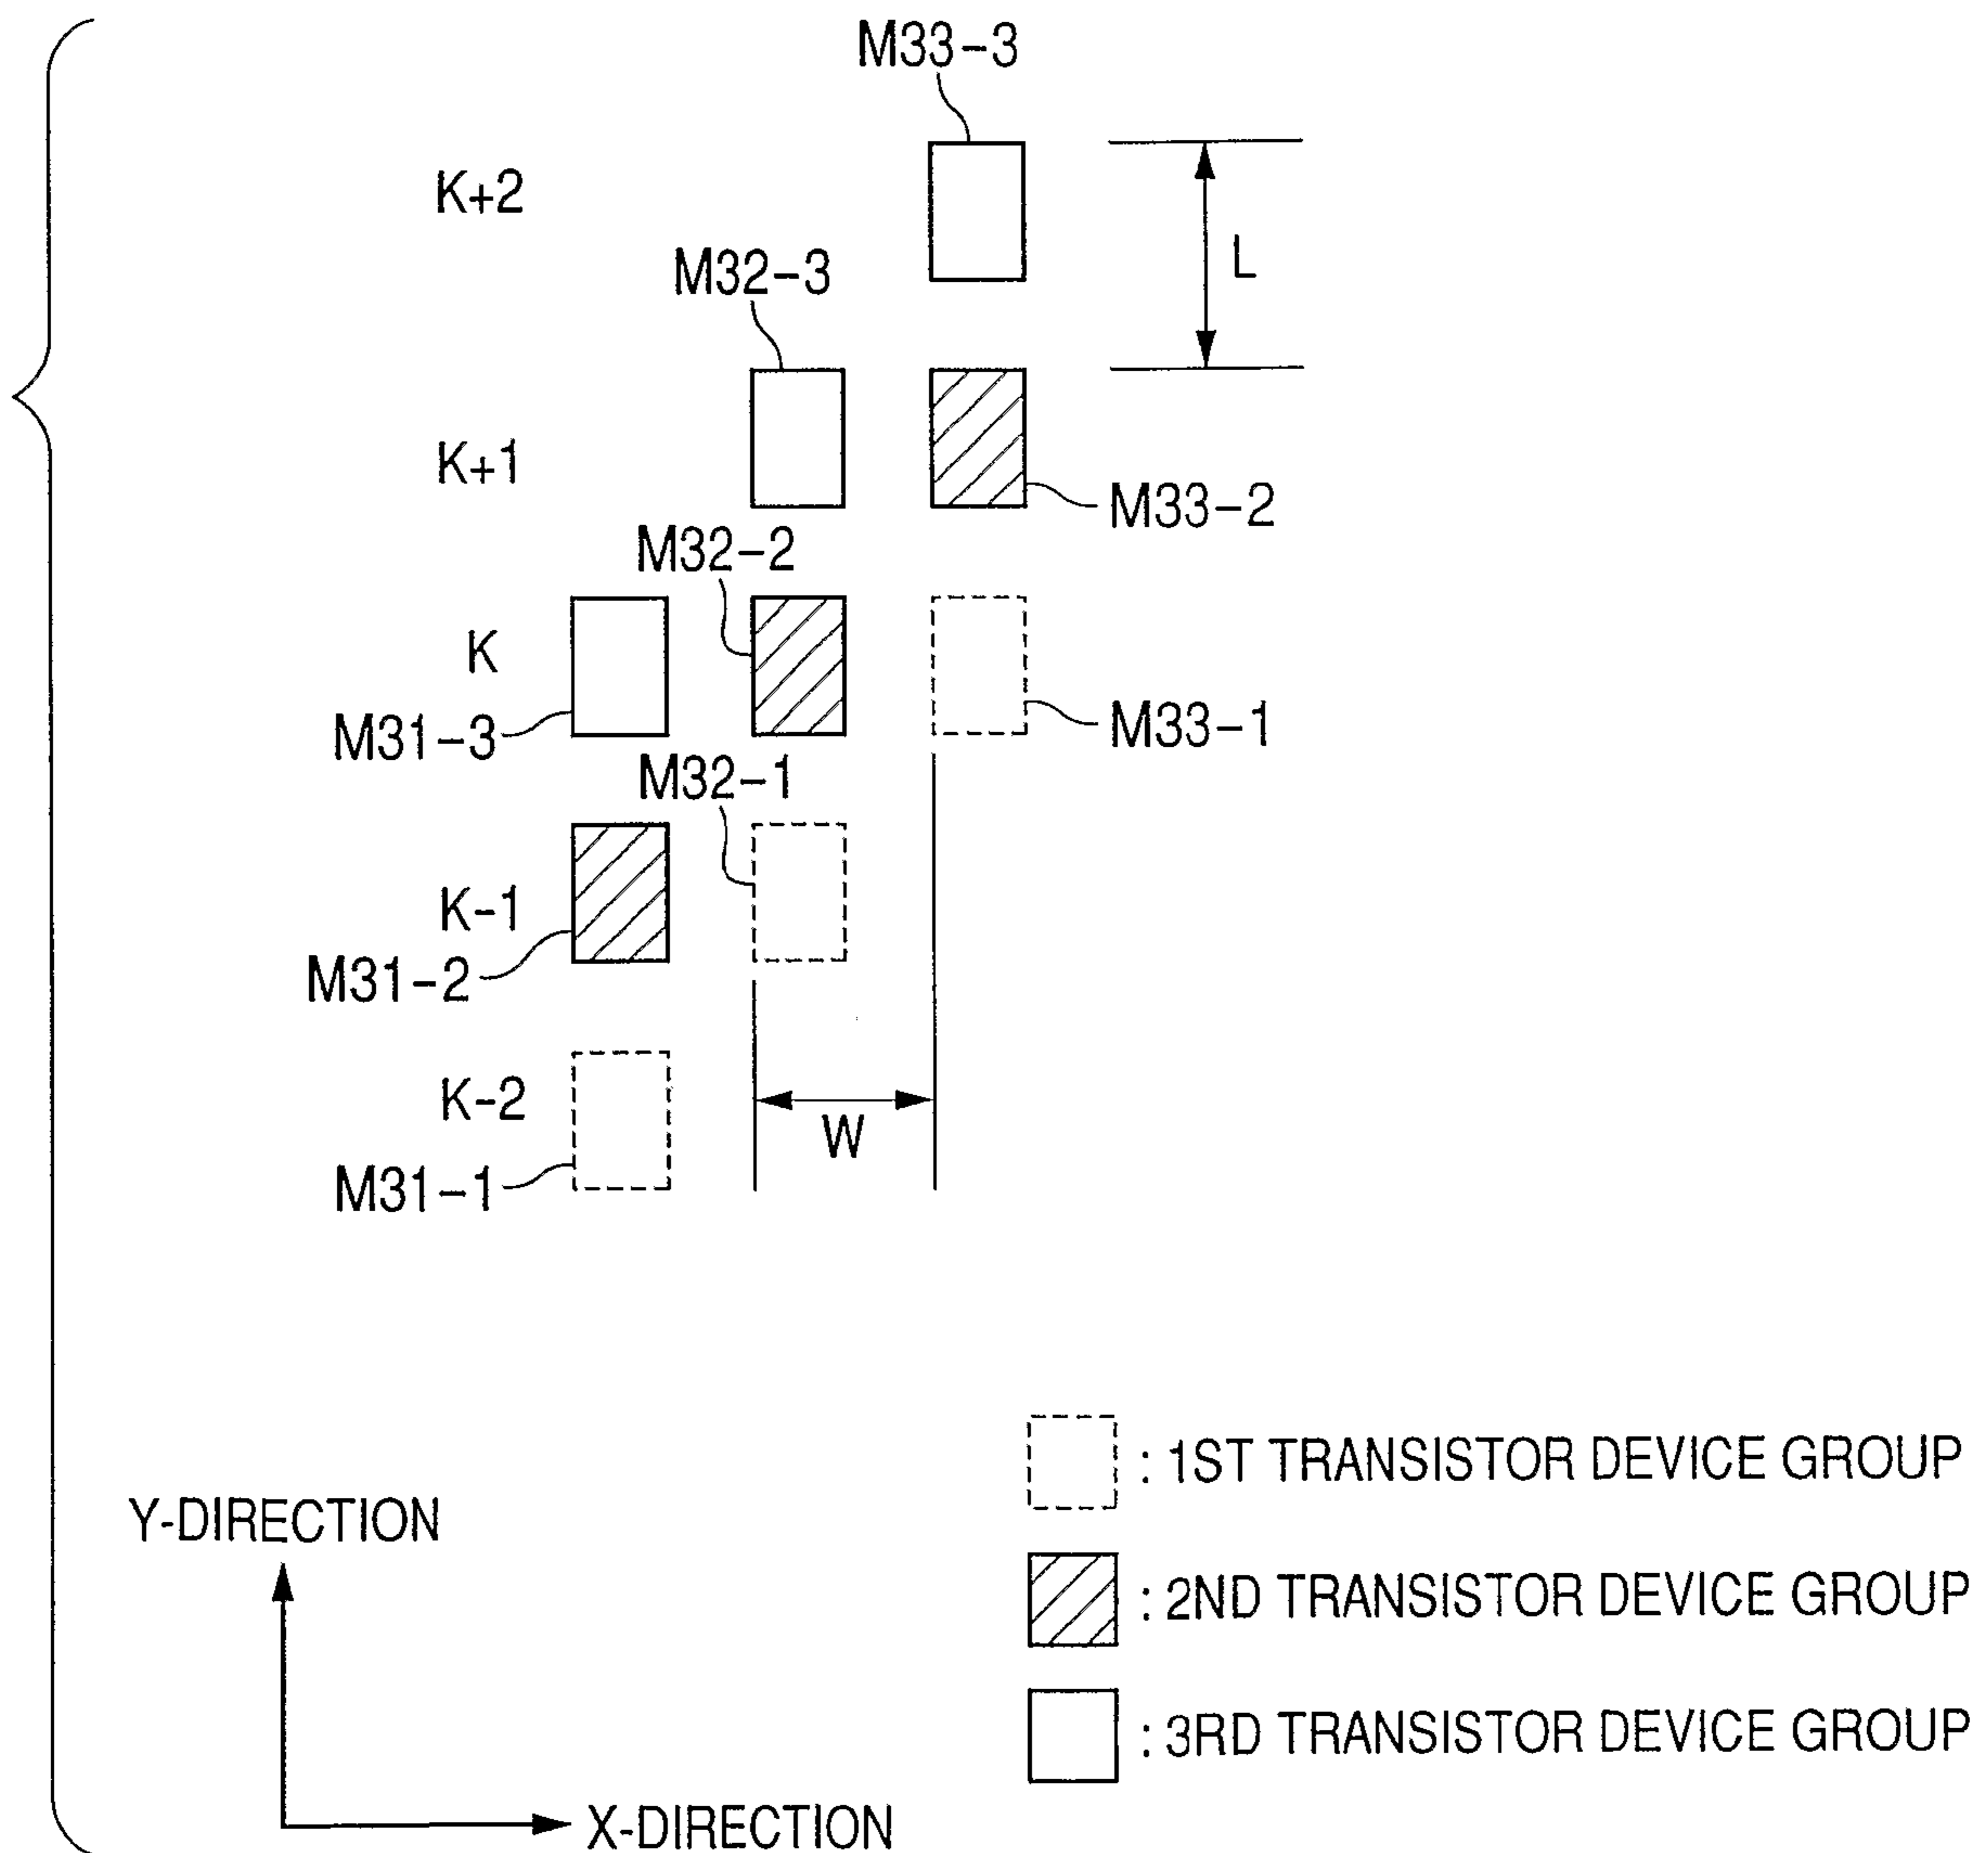 M33-3
K+2
L
M32-3
K+1
M33-2
M32-2
K
M31-3
M33-1
M32-1
K-1
M31-2
K-2
W
M31-1
: 1ST TRANSISTOR DEVICE GROUP
Y-DIRECTION
: 2ND TRANSISTOR DEVICE GROUP
: 3RD TRANSISTOR DEVICE GROUP
X-DIRECTION